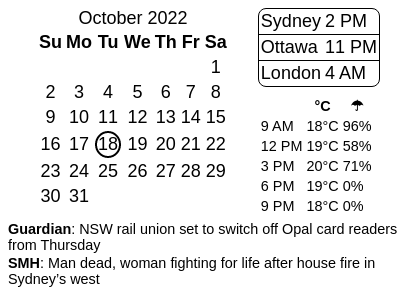 October 2022
Su Mo Tu We Th Fr Sa
1
2 3 4 5 6 7 8
9 10 11 12 13 14 15
16 17 18 19 20 21 22
23 24 25 26 27 28 29
30 31
Sydney 2 PM
Ottawa 11 PM
London 4 AM
°C ☂
9 AM 18°C 96%
12 PM 19°C 58%
3 PM 20°C 71%
6 PM 19°C 0%
9 PM 18°C 0%
Guardian: NSW rail union set to switch off Opal card readers
from Thursday
SMH: Man dead, woman fighting for life after house fire in
Sydney’s west